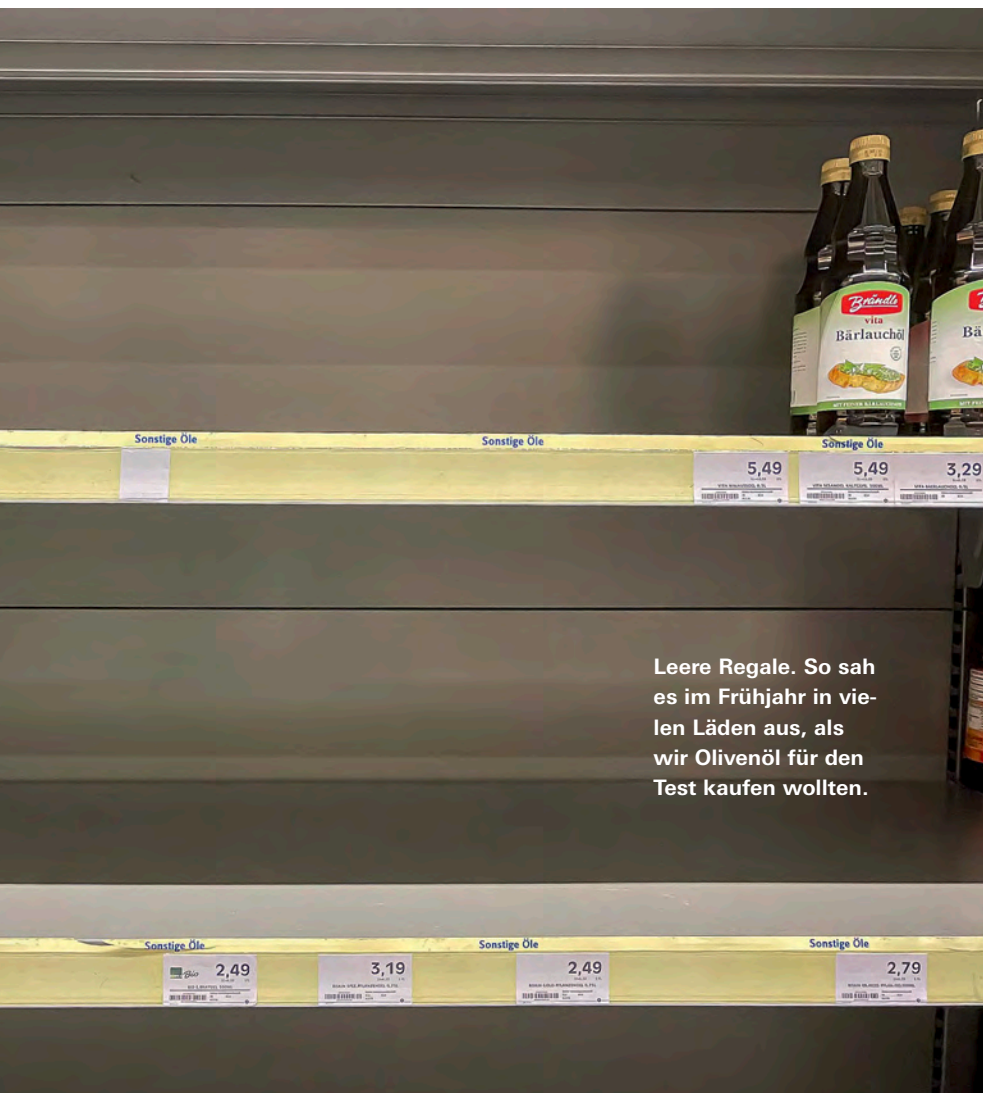 Brändle
vita
Bärlauchöl
Bä
Sonstige Öle
Sonstige Öle
Sonstige Öle
5,49
5,49
3,29
Leere Regale. So sah
es im Frühjahr in vie-
len Läden aus, als
wir Olivenöl für den
Test kaufen wollten.
Sonstige Öle
Sonstige Öle
Sonstige Öle
Bio
2,49
3,19
2,49
2,79